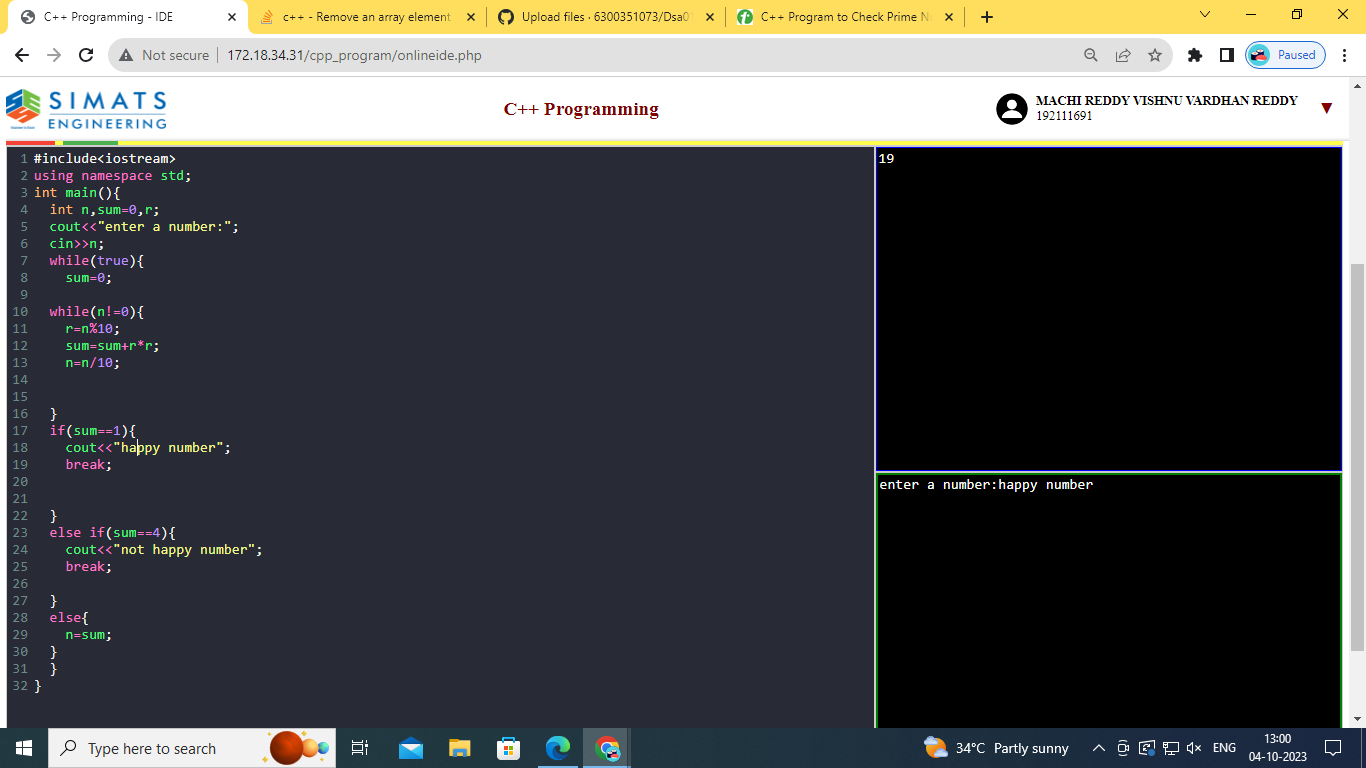 C++ Programming - IDE
c++ - Remove an array element
Upload files · 6300351073/Dsa01
C++ Program to Check Prime N
Not secure
172.18.34.31/cpp_program/onlineide.php
Paused
SIMATS
ENGINEERING
C++ Programming
MACHI REDDY VISHNU VARDHAN REDDY
192111691
1 #include<iostream>
2 using namespace std;
3 int main(){
4 int n,sum=0,r;
5 cout<<"enter a number:";
6 cin>>n;
7 while(true){
8 sum=0;
9
10 while(n!=0){
11 r=n%10;
12 sum=sum+r*r;
13 n=n/10;
14
15
16 }
17 if(sum==1){
18 cout<<"happy number";
19 break;
20
21
22 }
23 else if(sum==4){
24 cout<<"not happy number";
25 break;
26
27 }
28 else{
29 n=sum;
30 }
31 }
32 }
19
enter a number:happy number
Type here to search
34°C Partly sunny
ENG
13:00
04-10-2023